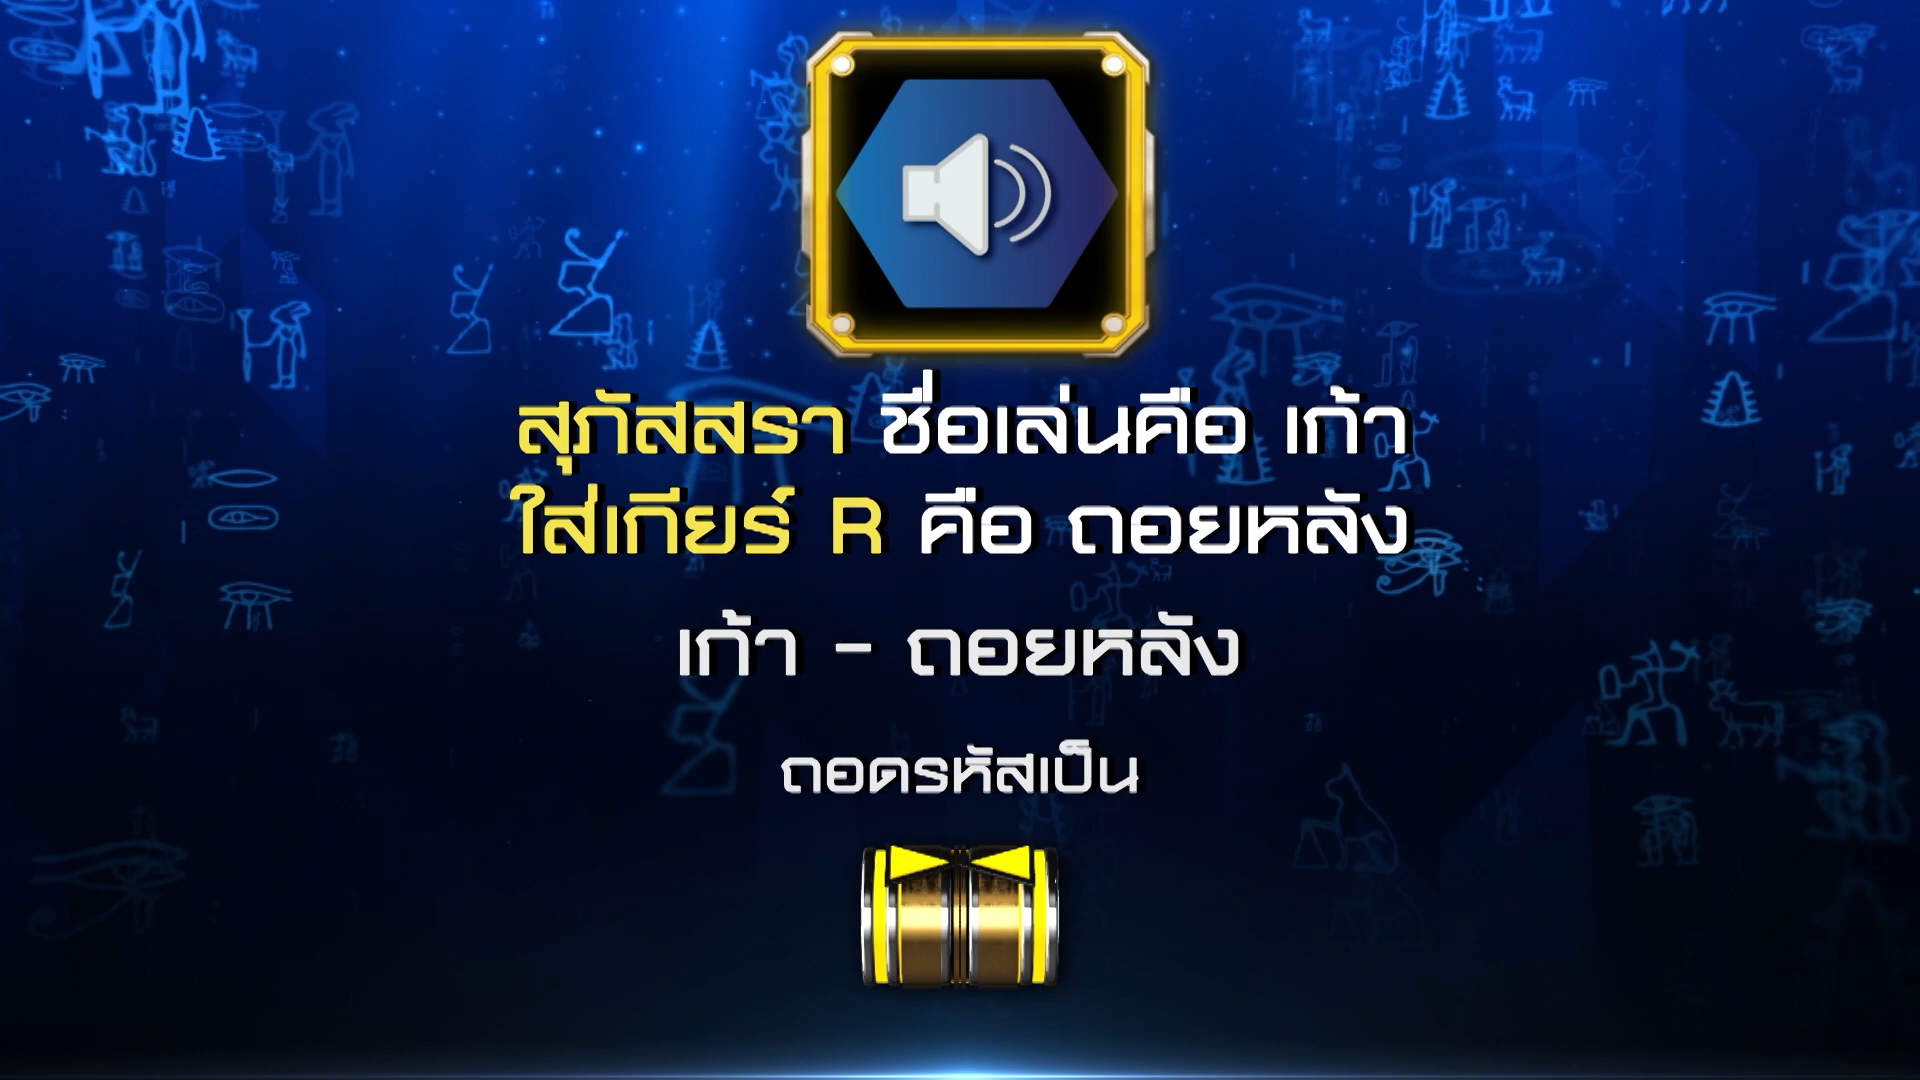 สุภัสสรา ชื่อเล่นคือ เก้า
ใส่เกียร์ R คือ ถอยหลัง
เก้า - ถอยหลัง
ถอดรหัสเป็น